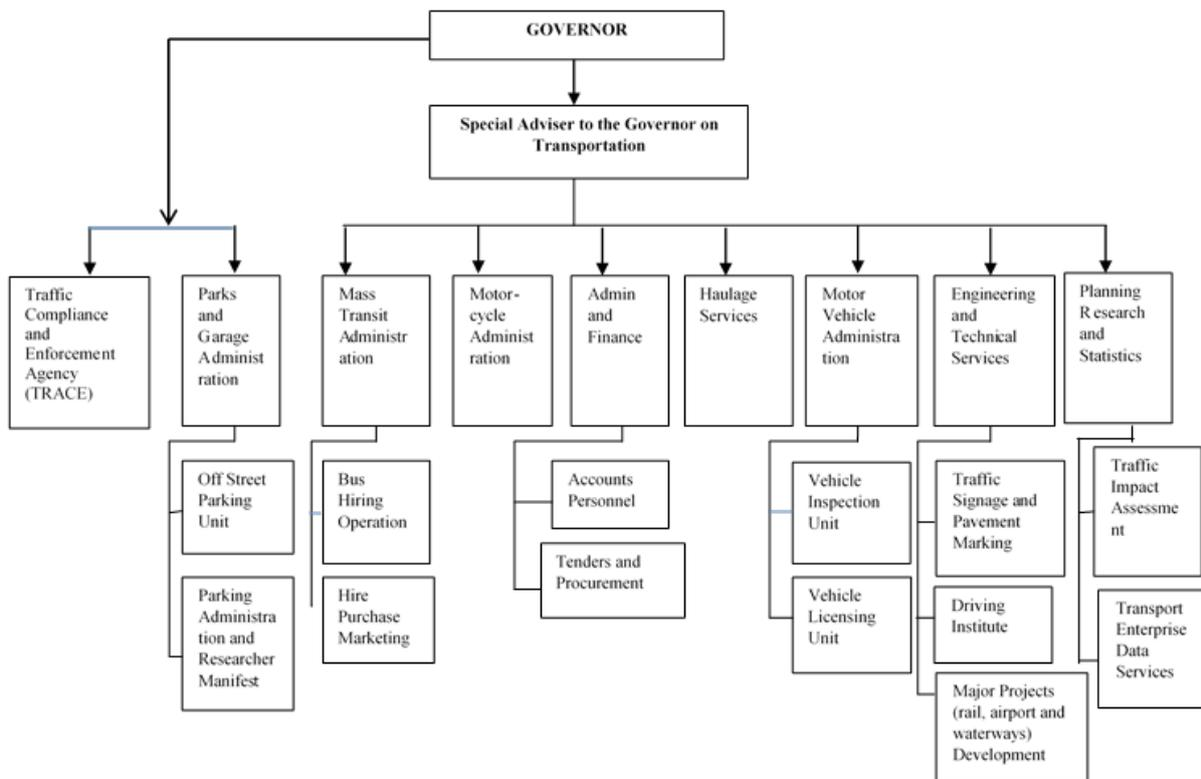 GOVERNOR
Special Adviser to the Governor on
Transportation
Traffic
Compliance
and
Enforcement
Agency
(TRACE)
Parks
and
Garage
Administ
ration
Mass
Transit
Administr
ation
Motor-
cycle
Administ
ration
Admin
and
Finance
Haulage
Services
Motor
Vehicle
Administra
tion
Engineering
and
Technical
Services
Planning
Research
and
Statistics
Off Street
Parking
Unit
Bus
Hiring
Operation
Accounts
Personnel
Vehicle
Inspection
Unit
Traffic
Signage and
Pavement
Marking
Traffic
Impact
Assessme
nt
Parking
Administra
tion and
Researcher
Manifest
Hire
Purchase
Marketing
Tenders and
Procurement
Vehicle
Licensing
Unit
Driving
Institute
Transport
Enterprise
Data
Services
Major Projects
(rail, airport and
waterways)
Development